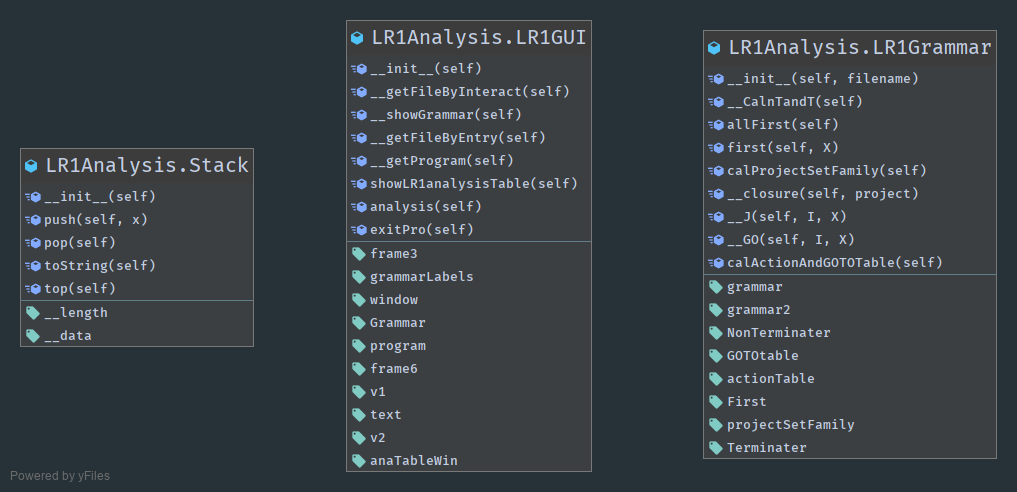 LR1Analysis.Stack
__init__(self)
push(self, x)
pop(self)
toString(self)
top(self)
__length
__data
LR1Analysis.LR1GUI
__init__(self)
__getFileByInteract(self)
__showGrammar(self)
__getFileByEntry(self)
__getProgram(self)
showLR1analysisTable(self)
analysis(self)
exitPro(self)
frame3
grammarLabels
window
Grammar
program
frame6
v1
text
v2
anaTableWin
LR1Analysis.LR1Grammar
__init__(self, filename)
__CalnTandT(self)
allFirst(self)
first(self, X)
calProjectSetFamily(self)
__closure(self, project)
__J(self, I, X)
__GO(self, I, X)
calActionAndGOTOTable(self)
grammar
grammar2
NonTerminater
GOTOtable
actionTable
First
projectSetFamily
Terminater
Powered by yFiles